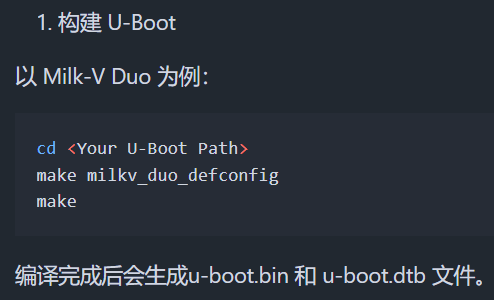 1. 构建 U-Boot
以 Milk-V Duo 为例：
cd <Your U-Boot Path>
make milkv_duo_defconfig
make
编译完成后会生成u-boot.bin 和 u-boot.dtb 文件。